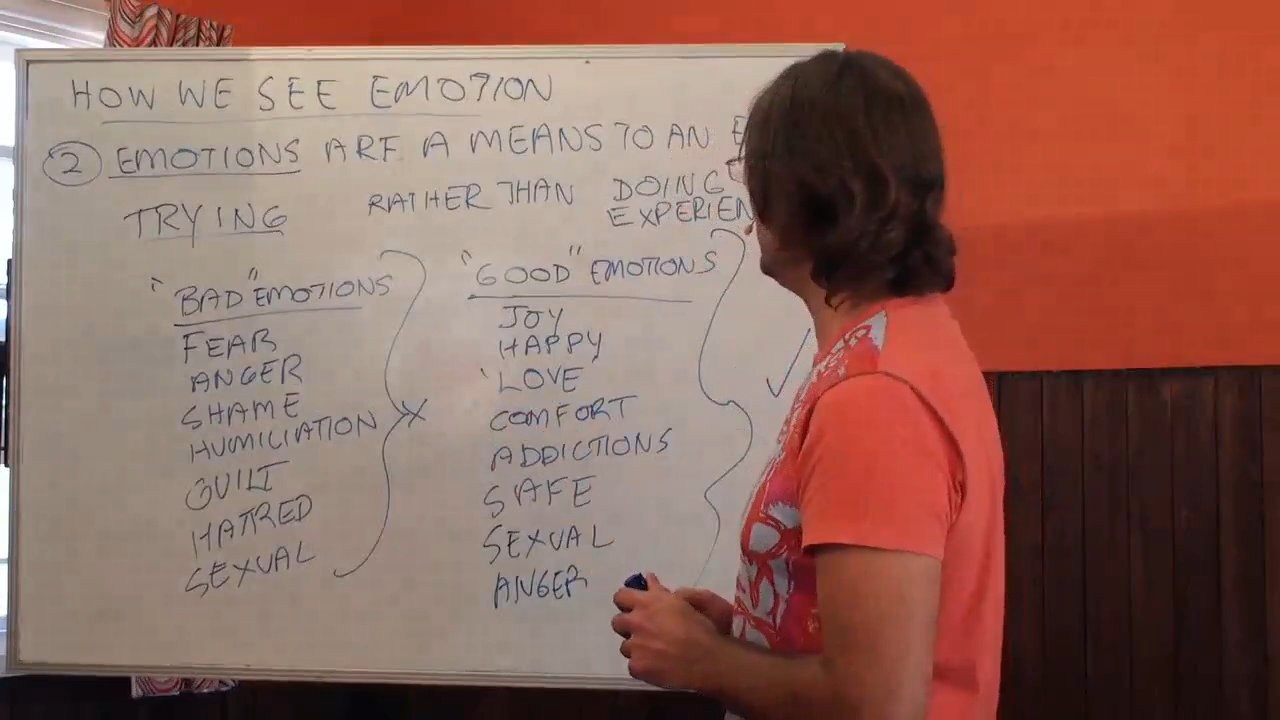 HOW WE SEE EMOTION
2 EMOTIONS ARE A MEANS TO AN
TRYING RATHER THAN DOING
"BAD" EMOTIONS
FEAR
ANGER
SHAME
HUMILIATION
GUILT
HATRED
SEXUAL
X
"GOOD" EMOTIONS
JOY
HAPPY
LOVE
COMFORT
ADDICTIONS
SAFE
SEXUAL
ANGER